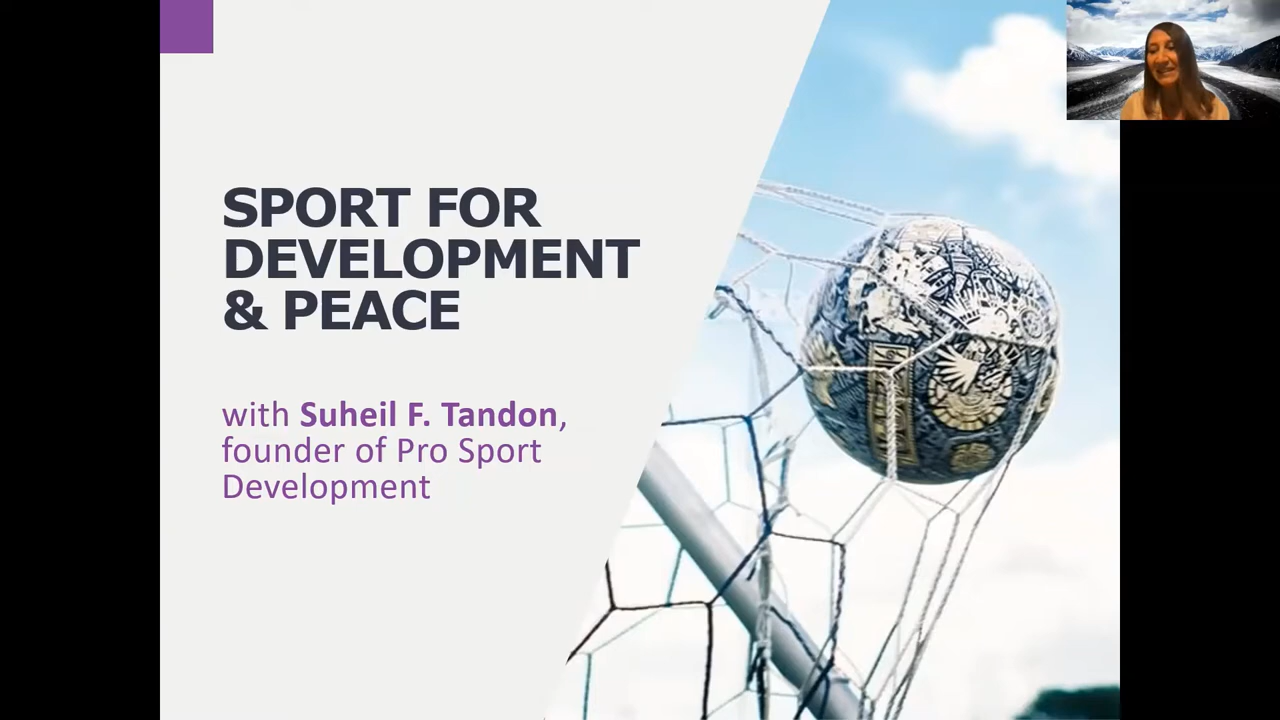 SPORT FOR
DEVELOPMENT
& PEACE
with Suheil F. Tandon,
founder of Pro Sport
Development